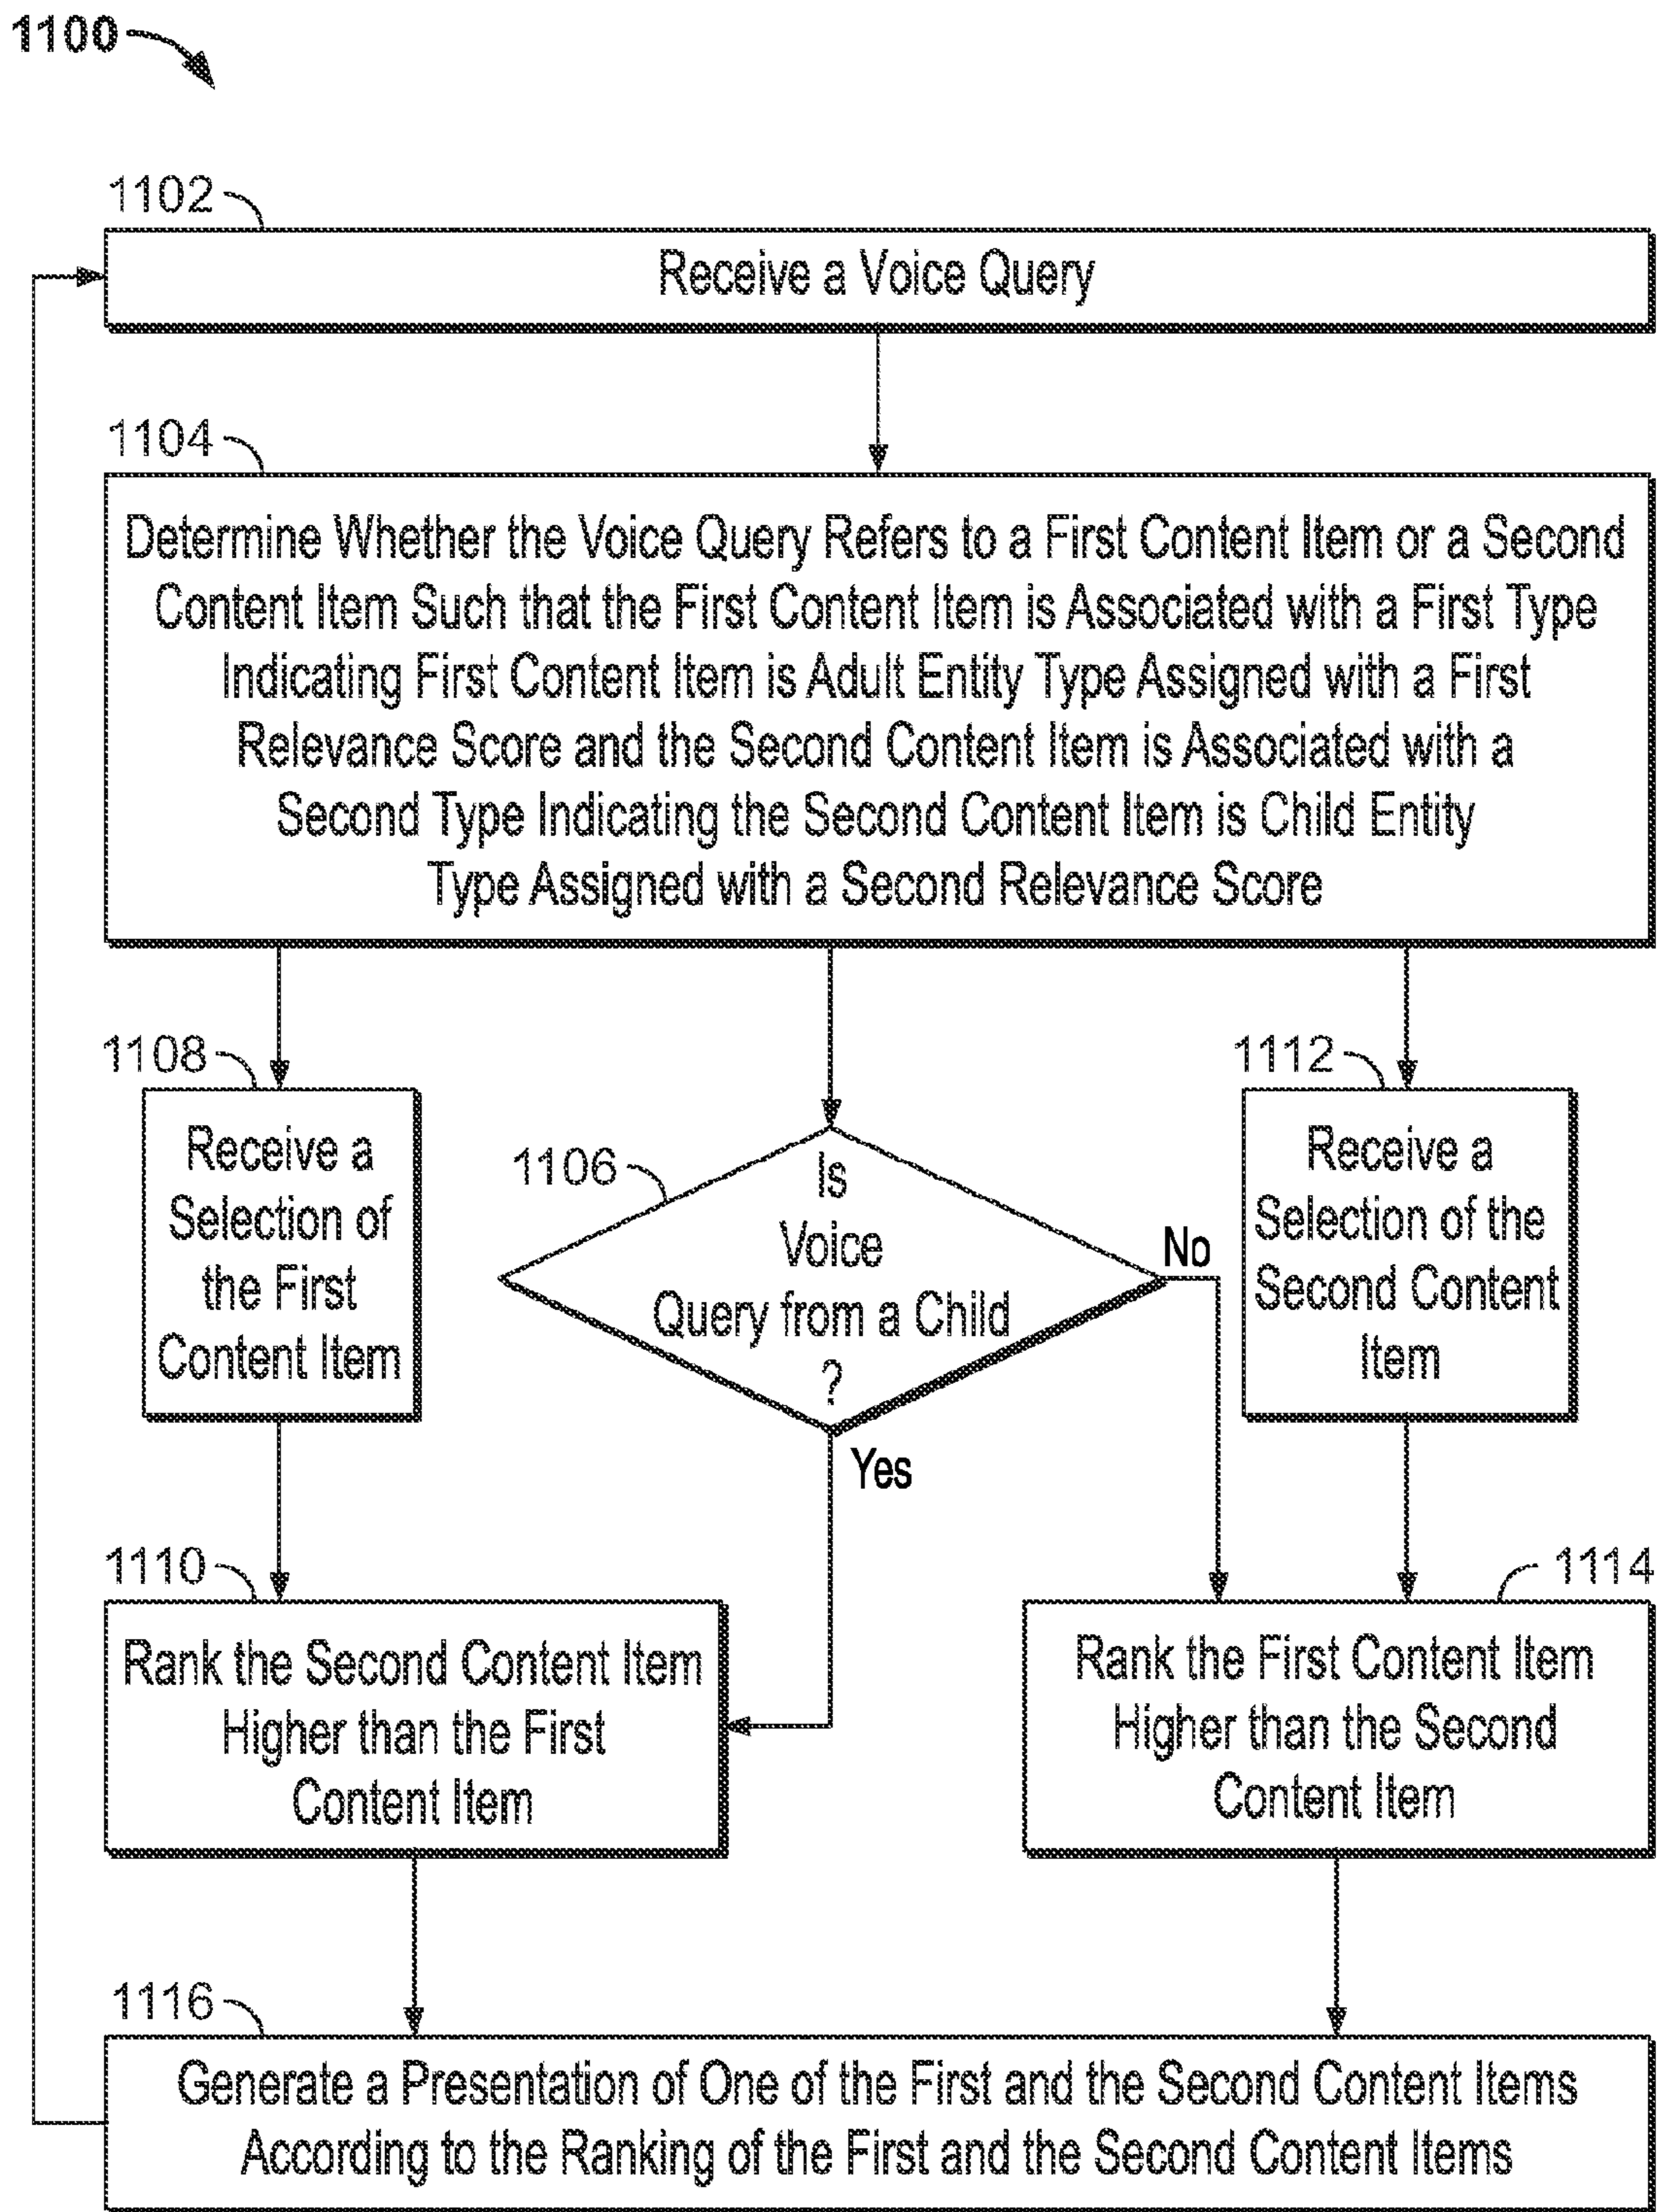 1100
1102
Receive a Voice Query
1104
Determine Whether the Voice Query Refers to a First Content Item or a Second
Content Item Such that the First Content Item is Associated with a First Type
Indicating First Content Item is Adult Entity Type Assigned with a First
Relevance Score and the Second Content Item is Associated with a
Second Type Indicating the Second Content Item is Child Entity
Type Assigned with a Second Relevance Score
1108
Receive a
Selection of
the First
Content Item
1106
Is
Voice
Query from a Child
?
No
Yes
1112
Receive a
Selection of the
Second Content
Item
1110
Rank the Second Content Item
Higher than the First
Content Item
1114
Rank the First Content Item
Higher than the Second
Content Item
1116
Generate a Presentation of One of the First and the Second Content Items
According to the Ranking of the First and the Second Content Items